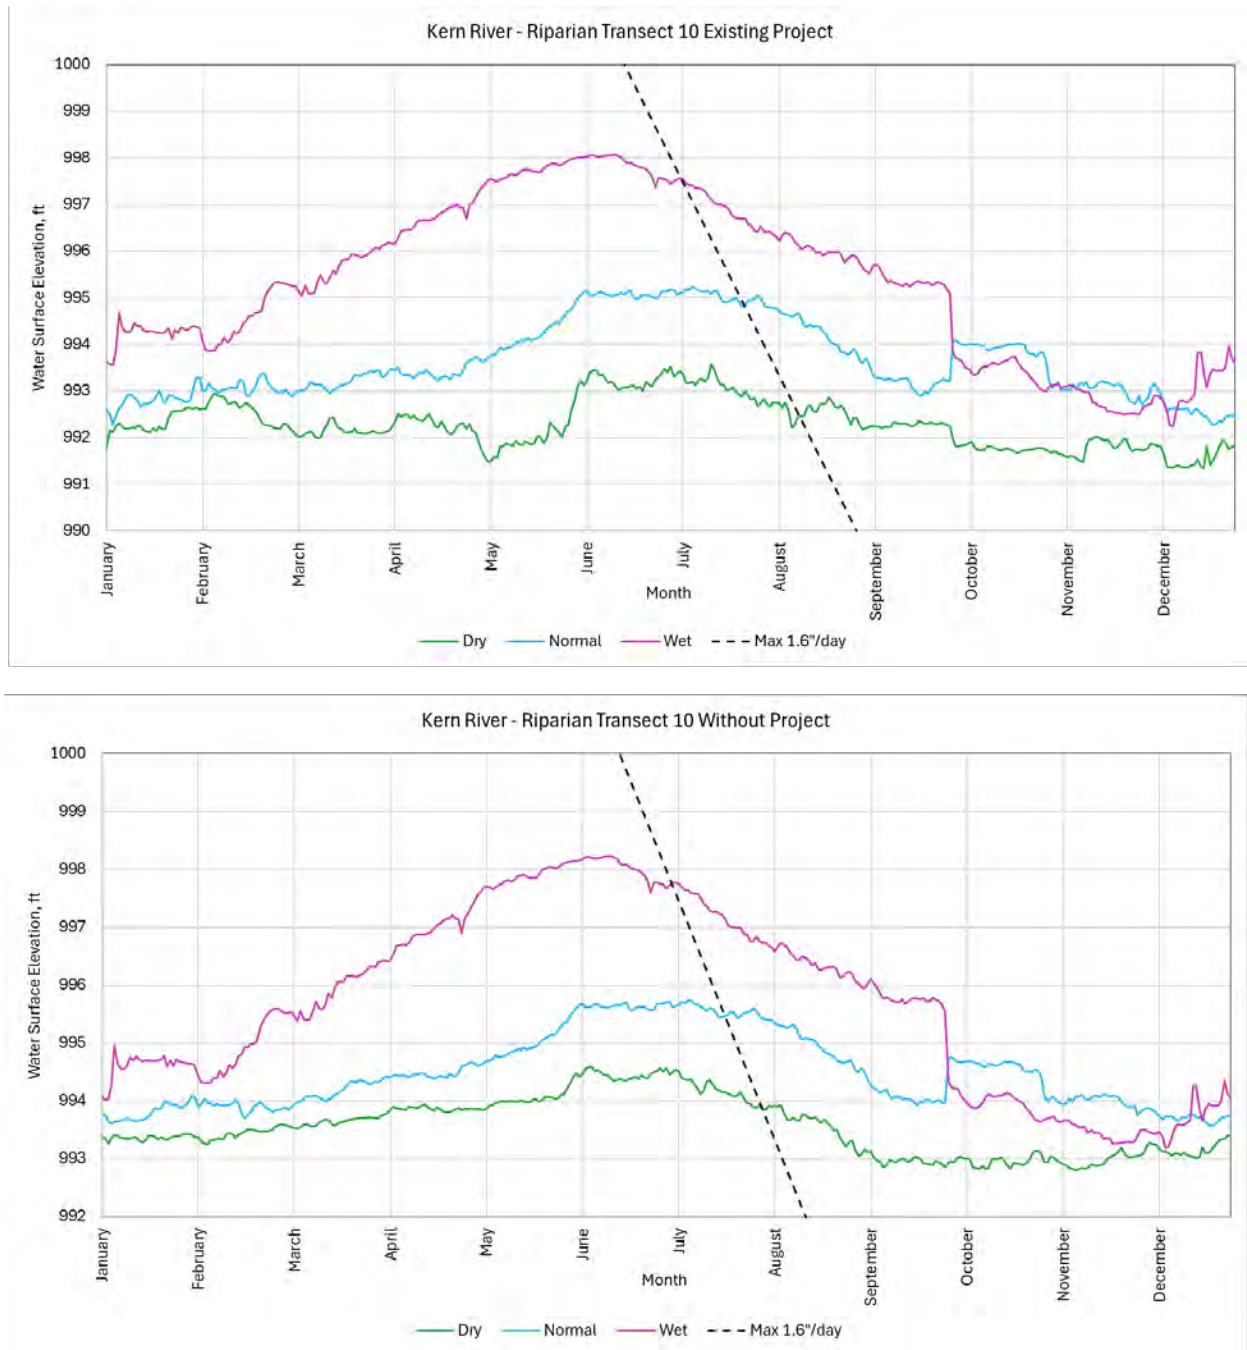 Kern River - Riparian Transect 10 Existing Project
1000
999
998
997
996
995
994
993
992
991
990
Water Surface Elevation, ft
January
February
March
April
May
June
July
August
September
October
November
December
Month
Dry Normal Wet Max 1.6"/day
Kern River - Riparian Transect 10 Without Project
1000
999
998
997
996
995
994
993
992
Water Surface Elevation, ft
January
February
March
April
May
June
July
August
September
October
November
December
Month
Dry Normal Wet Max 1.6"/day